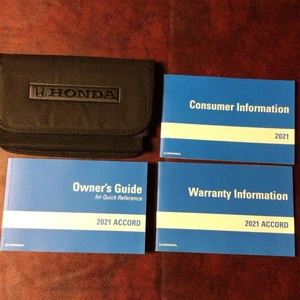 HONDA
Consumer Information
2021
HONDA
Owner's Guide
for Quick Reference
2021 ACCORD
HONDA
Warranty Information
2021 ACCORD
HONDA